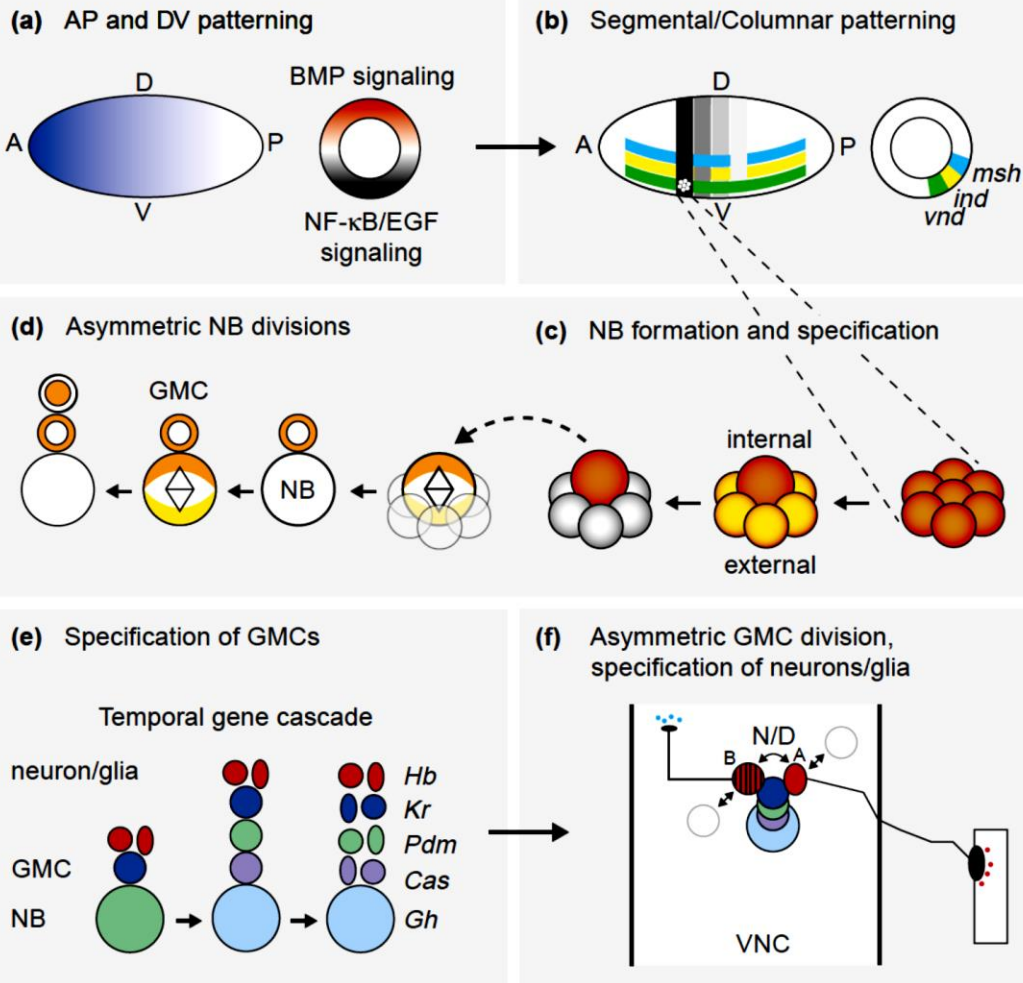 (a) AP and DV patterning
D
A
P
V
BMP signaling
NF-κB/EGF
signaling
(b) Segmental/Columnar patterning
D
A
P
V
msh
ind
vnd
(d) Asymmetric NB divisions
GMC
NB
(c) NB formation and specification
internal
external
(e) Specification of GMCs
Temporal gene cascade
neuron/glia
GMC
NB
Hb
Kr
Pdm
Cas
Gh
(f) Asymmetric GMC division,
specification of neurons/glia
N/D
B
A
VNC